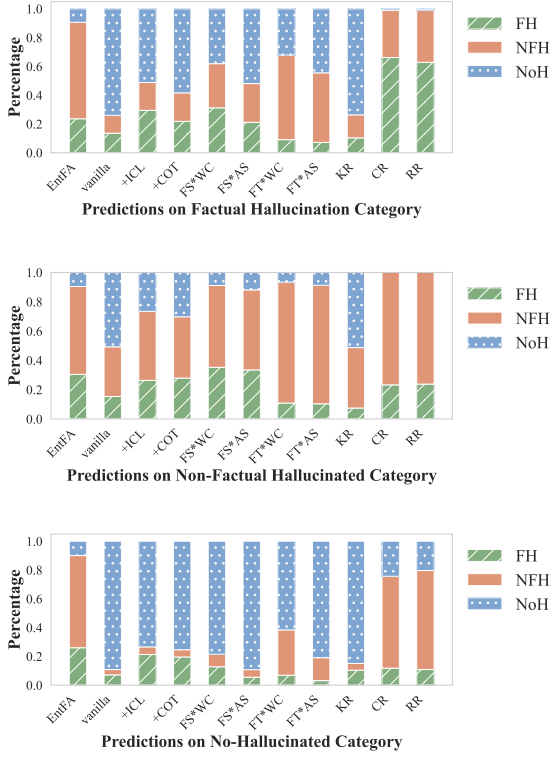 1.0
0.8
0.6
0.4
0.2
0.0
Percentage
EntFA vanilla +ICL +COT FS*WC FS*AS FT*WC FT*AS KR CR RR
Predictions on Factual Hallucination Category
FH
NFH
NoH
1.0
0.8
0.6
0.4
0.2
0.0
Percentage
EntFA vanilla +ICL +COT FS*WC FS*AS FT*WC FT*AS KR CR RR
Predictions on Non-Factual Hallucinated Category
FH
NFH
NoH
1.0
0.8
0.6
0.4
0.2
0.0
Percentage
EntFA vanilla +ICL +COT FS*WC FS*AS FT*WC FT*AS KR CR RR
Predictions on No-Hallucinated Category
FH
NFH
NoH